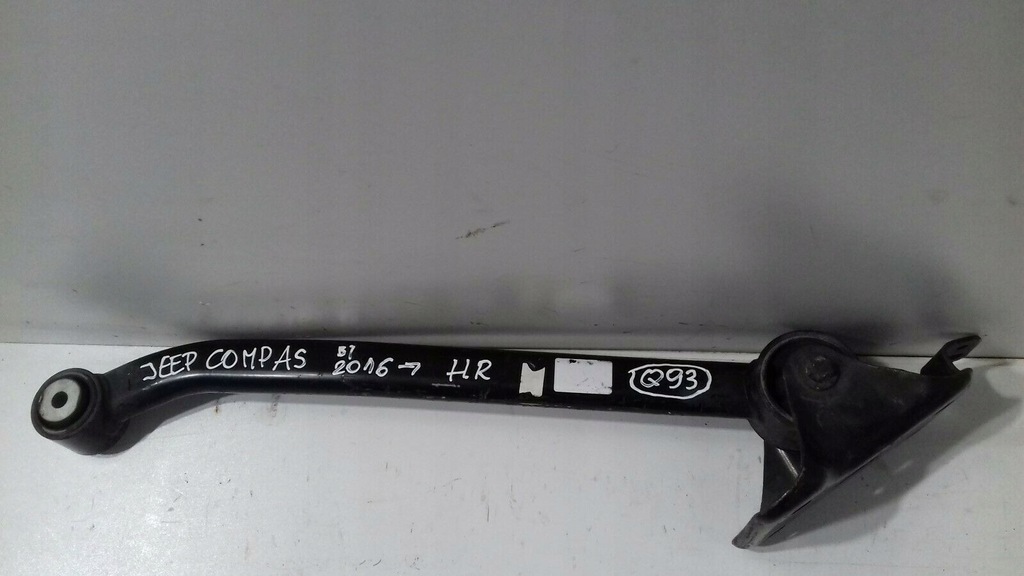 JEEP COMPAS 2016→ HR Q93